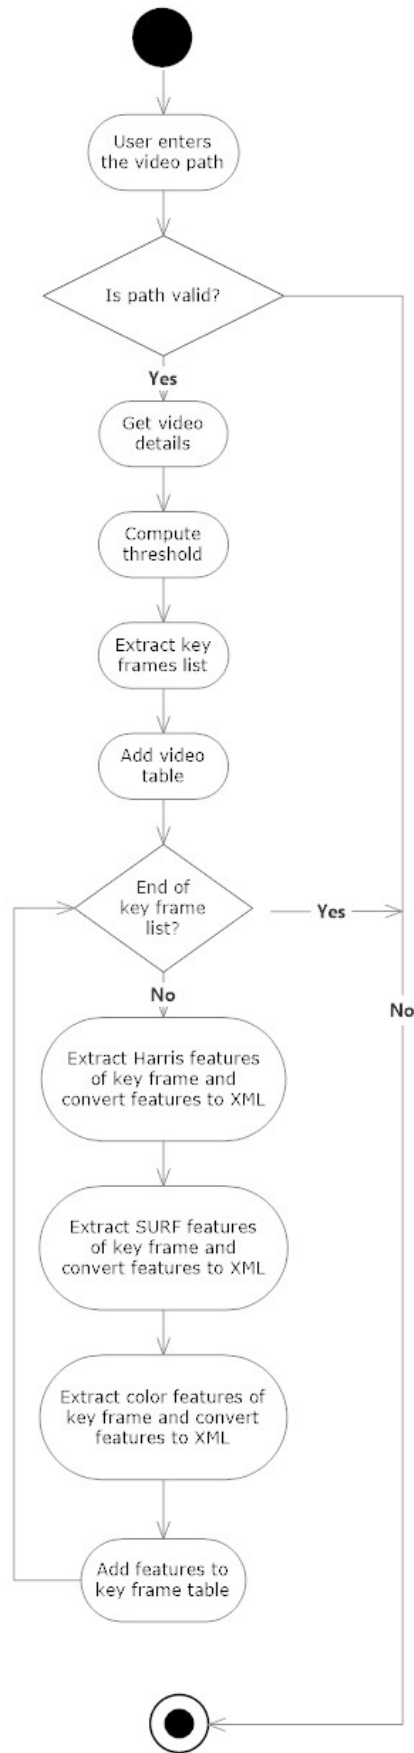 User enters
the video path
Is path valid?
Yes
Get video
details
Compute
threshold
Extract key
frames list
Add video
table
End of
key frame
list?
Yes
No
No
Extract Harris features
of key frame and
convert features to XML
Extract SURF features
of key frame and
convert features to XML
Extract color features of
key frame and convert
features to XML
Add features to
key frame table